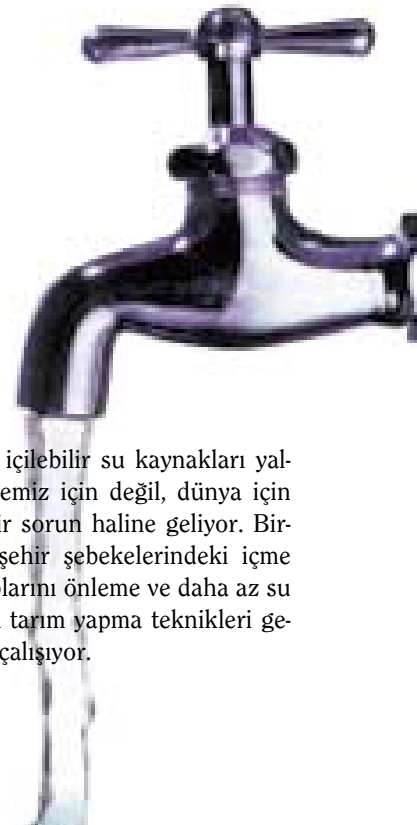 içilebilir su kaynakları yal-
emiz için değil, dünya için
ir sorun haline geliyor. Bir-
şehir şebekelerindeki içme
plarını önleme ve daha az su
tarım yapma teknikleri ge-
çalışıyor.